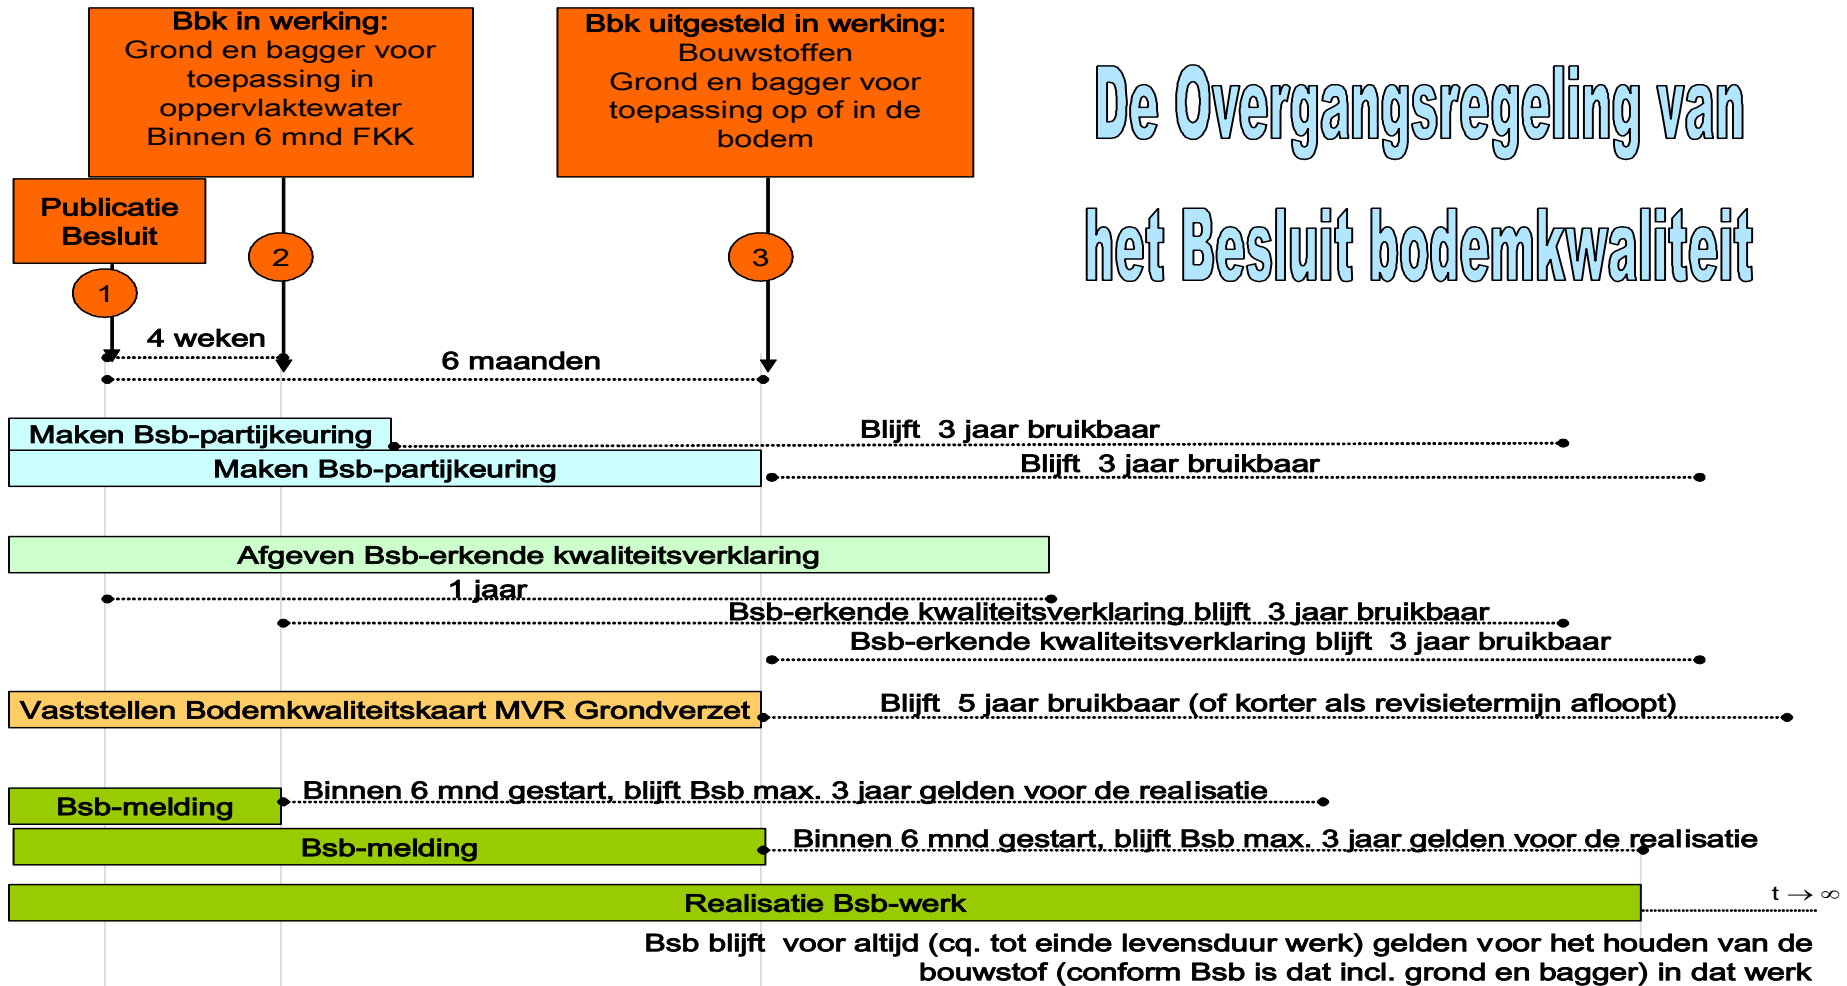 Bbk in werking:
Grond en bagger voor
toepassing in
oppervlaktewater
Binnen 6 mnd FKK
Bbk uitgesteld in werking:
Bouwstoffen
Grond en bagger voor
toepassing op of in de
bodem
De Overgangsregeling van
het Besluit bodemkwaliteit
Publicatie
Besluit
1
2
3
4 weken
6 maanden
Maken Bsb-partijkeuring
Blijft 3 jaar bruikbaar
Maken Bsb-partijkeuring
Blijft 3 jaar bruikbaar
Afgeven Bsb-erkende kwaliteitsverklaring
1 jaar
Bsb-erkende kwaliteitsverklaring blijft 3 jaar bruikbaar
Bsb-erkende kwaliteitsverklaring blijft 3 jaar bruikbaar
Vaststellen Bodemkwaliteitskaart MVR Grondverzet
Blijft 5 jaar bruikbaar (of korter als revisietermijn afloopt)
Bsb-melding
Binnen 6 mnd gestart, blijft Bsb max. 3 jaar gelden voor de realisatie
Bsb-melding
Binnen 6 mnd gestart, blijft Bsb max. 3 jaar gelden voor de realisatie
Realisatie Bsb-werk
t → ∞
Bsb blijft voor altijd (cq. tot einde levensduur werk) gelden voor het houden van de
bouwstof (conform Bsb is dat incl. grond en bagger) in dat werk